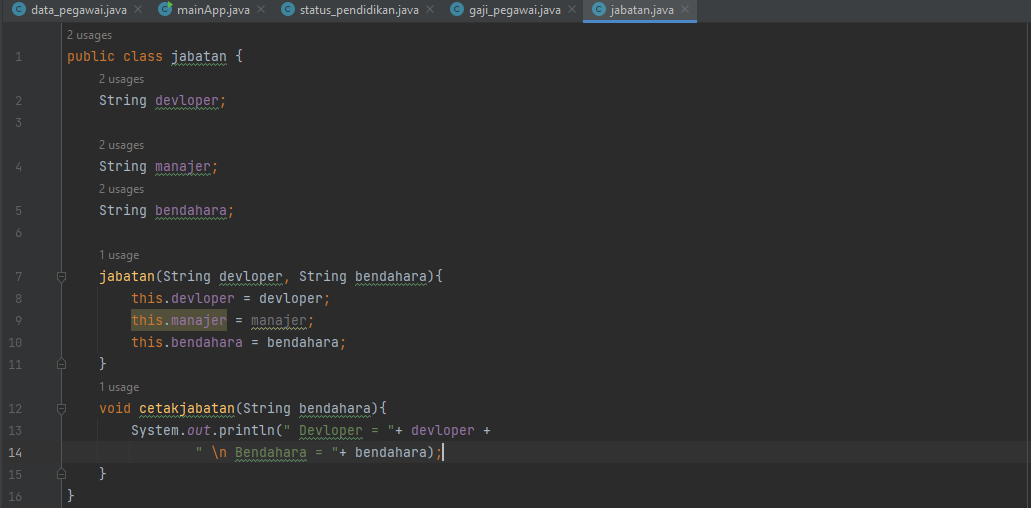 data_pegawai.java mainApp.java status_pendidikan.java gaji_pegawai.java jabatan.java
2 usages
1 public class jabatan {
2 usages
2 String devloper;
3
2 usages
4 String manajer;
2 usages
5 String bendahara;
6
1 usage
7 jabatan(String devloper, String bendahara){
8 this.devloper = devloper;
9 this.manajer = manajer;
10 this.bendahara = bendahara;
11 }
1 usage
12 void cetakjabatan(String bendahara){
13 System.out.println(" Devloper = "+ devloper +
14 " \n Bendahara = "+ bendahara);
15 }
16 }